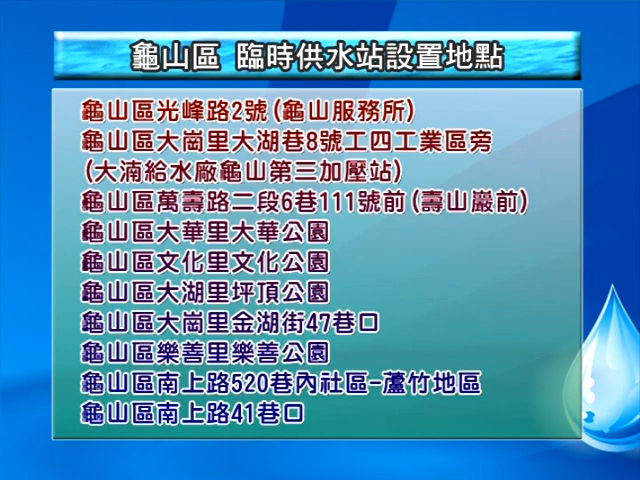 龜山區 臨時供水站設置地點
龜山區光峰路2號(龜山服務所)
龜山區大崗里大湖巷8號工四工業區旁
(大湳給水廠龜山第三加壓站)
龜山區萬壽路二段6巷111號前(壽山巖前)
龜山區大華里大華公園
龜山區文化里文化公園
龜山區大湖里坪頂公園
龜山區大崗里金湖街47巷口
龜山區樂善里樂善公園
龜山區南上路520巷內社區-蘆竹地區
龜山區南上路41巷口